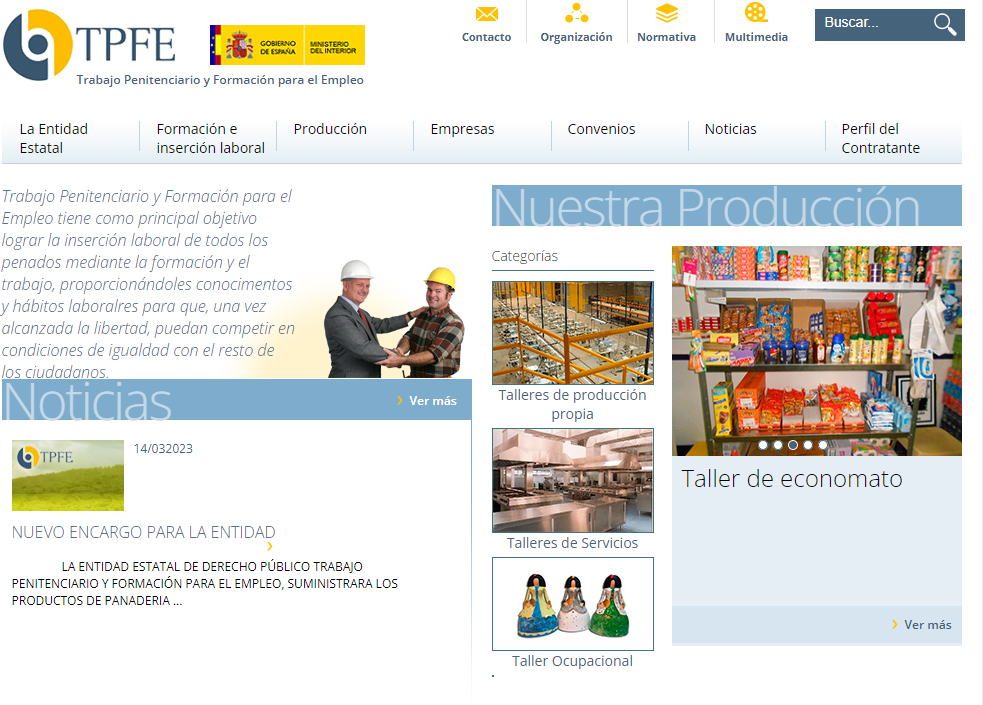 TPFE
Trabajo Penitenciario y Formación para el Empleo
GOBIERNO
DE ESPAÑA
MINISTERIO
DEL INTERIOR
Contacto
Organización
Normativa
Multimedia
Buscar...
La Entidad
Estatal
Formación e
inserción laboral
Producción
Empresas
Convenios
Noticias
Perfil del
Contratante
Trabajo Penitenciario y Formación para el
Empleo tiene como principal objetivo
lograr la inserción laboral de todos los
penados mediante la formación y el
trabajo, proporcionándoles conocimentos
y hábitos laboralres para que, una vez
alcanzada la libertad, puedan competir en
condiciones de igualdad con el resto de
los ciudadanos.
Noticias
Ver más
TPFE
14/032023
NUEVO ENCARGO PARA LA ENTIDAD
LA ENTIDAD ESTATAL DE DERECHO PÚBLICO TRABAJO
PENITENCIARIO Y FORMACIÓN PARA EL EMPLEO, SUMINISTRARA LOS
PRODUCTOS DE PANADERIA ...
Nuestra Producción
Categorías
Talleres de producción
propia
Talleres de Servicios
Taller Ocupacional
.
Taller de economato
Ver más